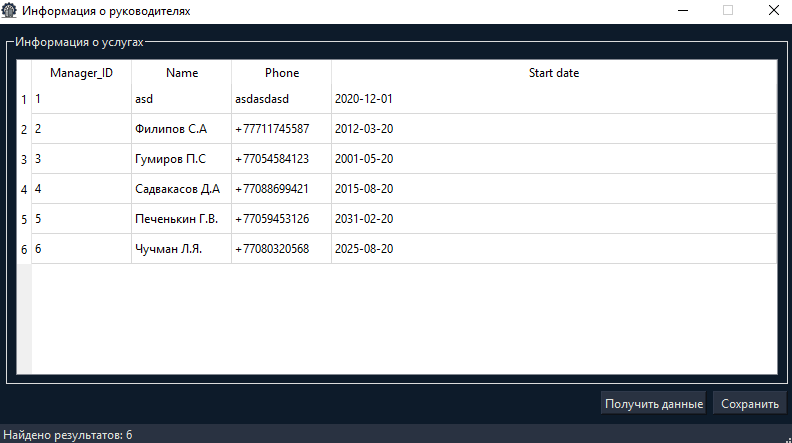 Информация о руководителях
Информация о услугах
Manager_ID Name Phone Start date
1 1 asd asdasdasd 2020-12-01
2 2 Филипов С.А +77711745587 2012-03-20
3 3 Гумиров П.С +77054584123 2001-05-20
4 4 Садвакасов Д.А +77088699421 2015-08-20
5 5 Печенькин Г.В. +77059453126 2031-02-20
6 6 Чучман Л.Я. +77080320568 2025-08-20
Получить данные Сохранить
Найдено результатов: 6